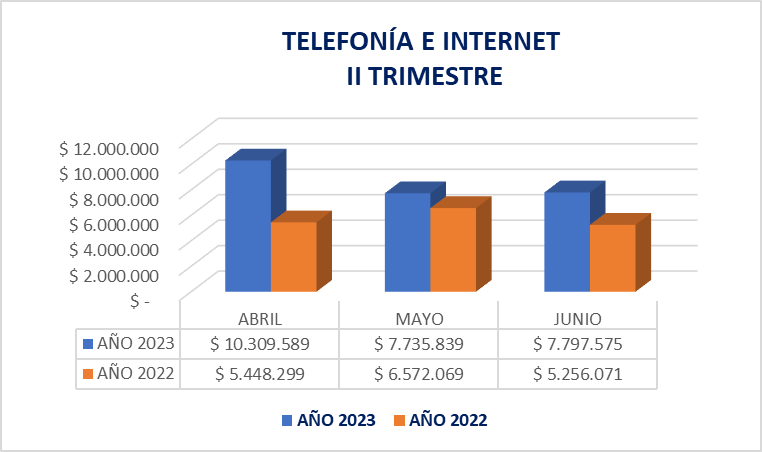 TELEFONÍA E INTERNET
II TRIMESTRE
$ 12.000.000
$ 10.000.000
$ 8.000.000
$ 6.000.000
$ 4.000.000
$ 2.000.000
$ -
ABRIL MAYO JUNIO
AÑO 2023 $ 10.309.589 $ 7.735.839 $ 7.797.575
AÑO 2022 $ 5.448.299 $ 6.572.069 $ 5.256.071
AÑO 2023 AÑO 2022